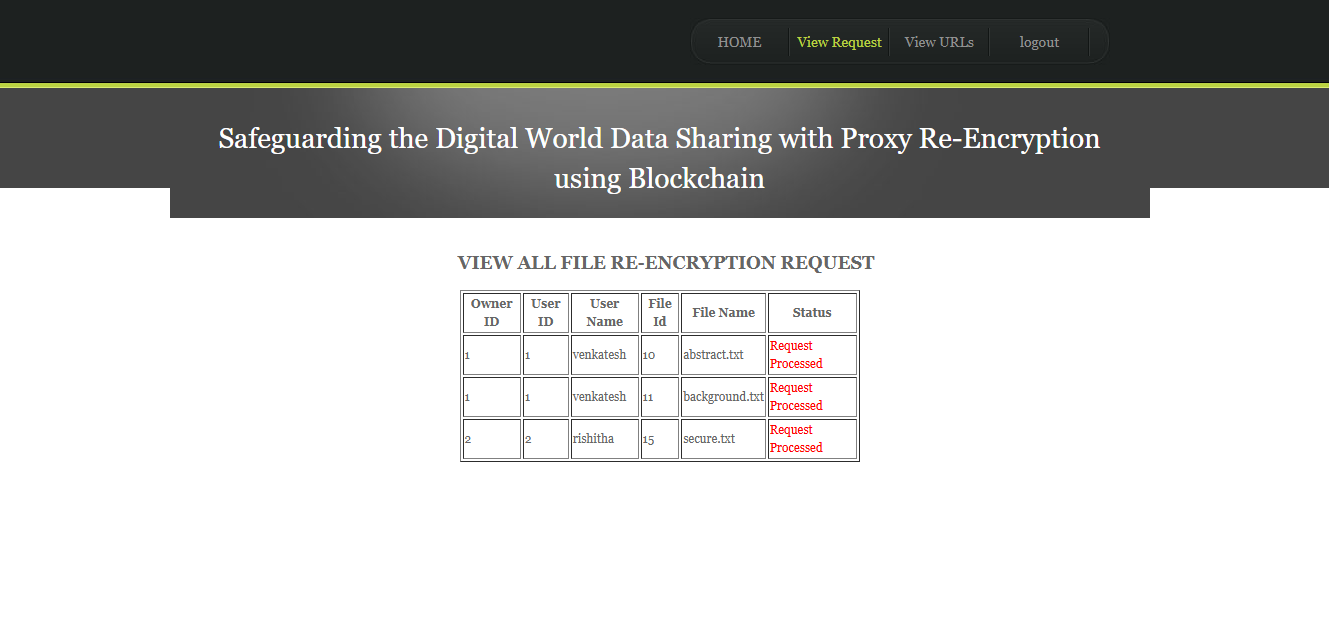 HOME View Request View URLs logout
Safeguarding the Digital World Data Sharing with Proxy Re-Encryption
using Blockchain
VIEW ALL FILE RE-ENCRYPTION REQUEST
Owner ID User ID User Name File Id File Name Status
1 1 venkatesh 10 abstract.txt Request Processed
1 1 venkatesh 11 background.txt Request Processed
2 2 rishitha 15 secure.txt Request Processed